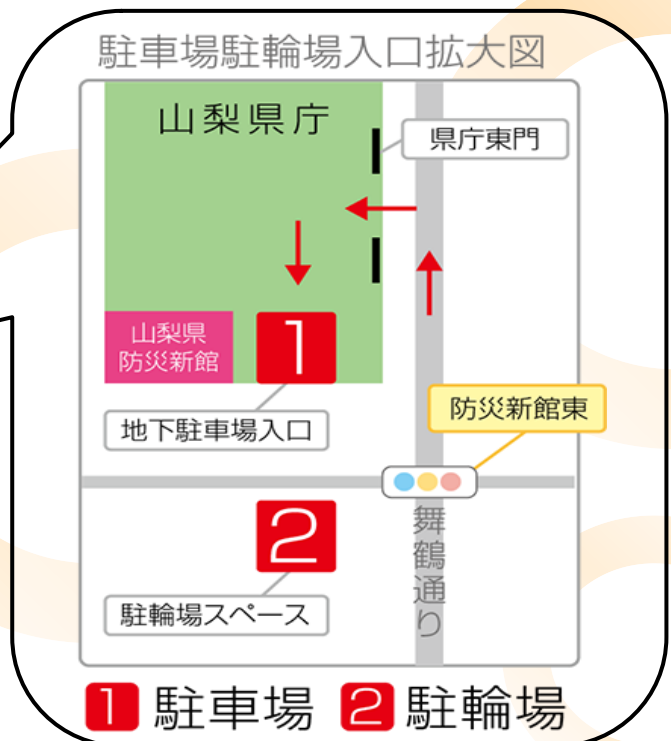 駐車場駐輪場入口拡大図
山梨県庁
県庁東門
1
山梨県
防災新館
地下駐車場入口
防災新館東
2
舞鶴通り
駐輪場スペース
1 駐車場 2 駐輪場